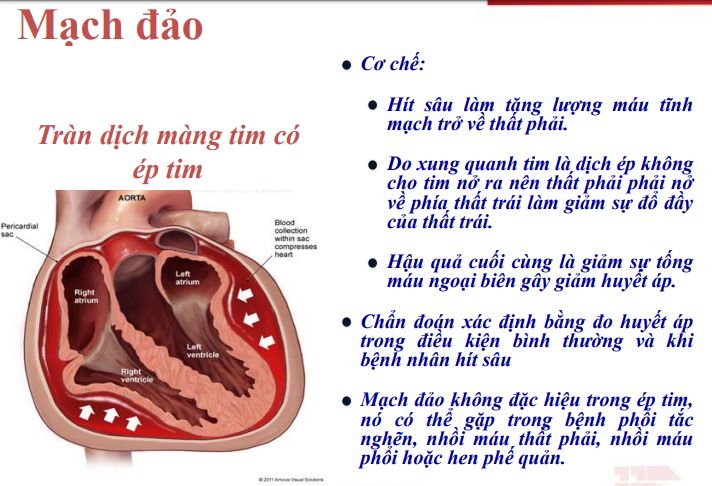 Mạch đảo
Tràn dịch màng tim có
ép tim
AORTA
Pericardial
sac
Blood
collection
within sac
compresses
heart
Right
atrium
Left
atrium
Left
ventricle
Right
ventricle
© 2011 Amicus Visual Solutions
• Cơ chế:
• Hít sâu làm tăng lượng máu tĩnh
mạch trở về thất phải.
• Do xung quanh tim là dịch ép không
cho tim nở ra nên thất phải phải nở
về phía thất trái làm giảm sự đổ đầy
của thất trái.
• Hậu quả cuối cùng là giảm sự tống
máu ngoại biên gây giảm huyết áp.
• Chẩn đoán xác định bằng đo huyết áp
trong điều kiện bình thường và khi
bệnh nhân hít sâu
• Mạch đảo không đặc hiệu trong ép tim,
nó có thể gặp trong bệnh phổi tắc
nghẽn, nhồi máu thất phải, nhồi máu
phổi hoặc hen phế quản.